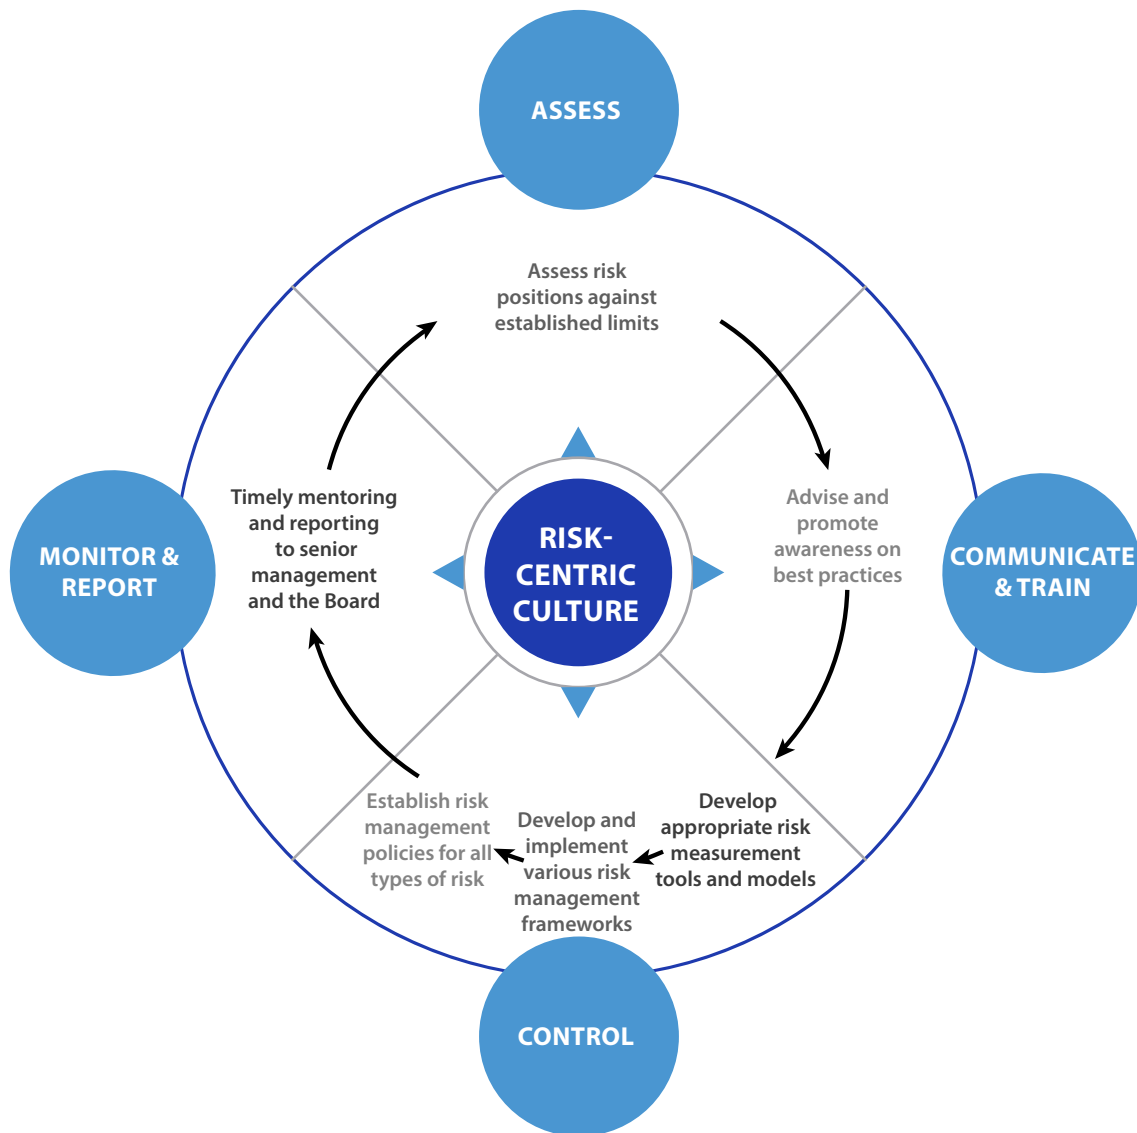 ASSESS
Assess risk
positions against
established limits
Timely mentoring
and reporting
to senior
management
and the Board
MONITOR &
REPORT
RISK-
CENTRIC
CULTURE
Advise and
promote
awareness on
best practices
COMMUNICATE
& TRAIN
Establish risk
management
policies for all
types of risk
Develop and
implement
various risk
management
frameworks
Develop
appropriate risk
measurement
tools and models
CONTROL